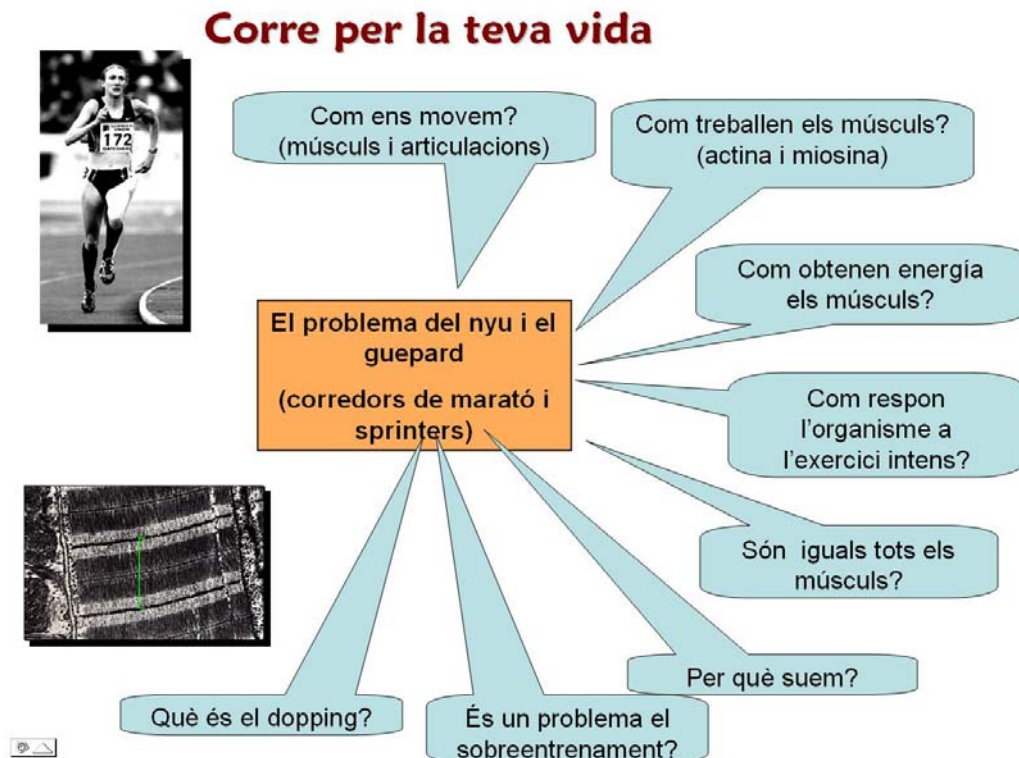 Corre per la teva vida
172
Com ens movem?
(músculs i articulacions)
Com treballen els músculs?
(actina i miosina)
Com obtenen energía
els músculs?
El problema del nyu i el
guepard
(corredors de marató i
sprinters)
Com respon
l'organisme a
l'exercici intens?
Són iguals tots els
músculs?
Per què suem?
Què és el dopping?
És un problema el
sobreentrenament?